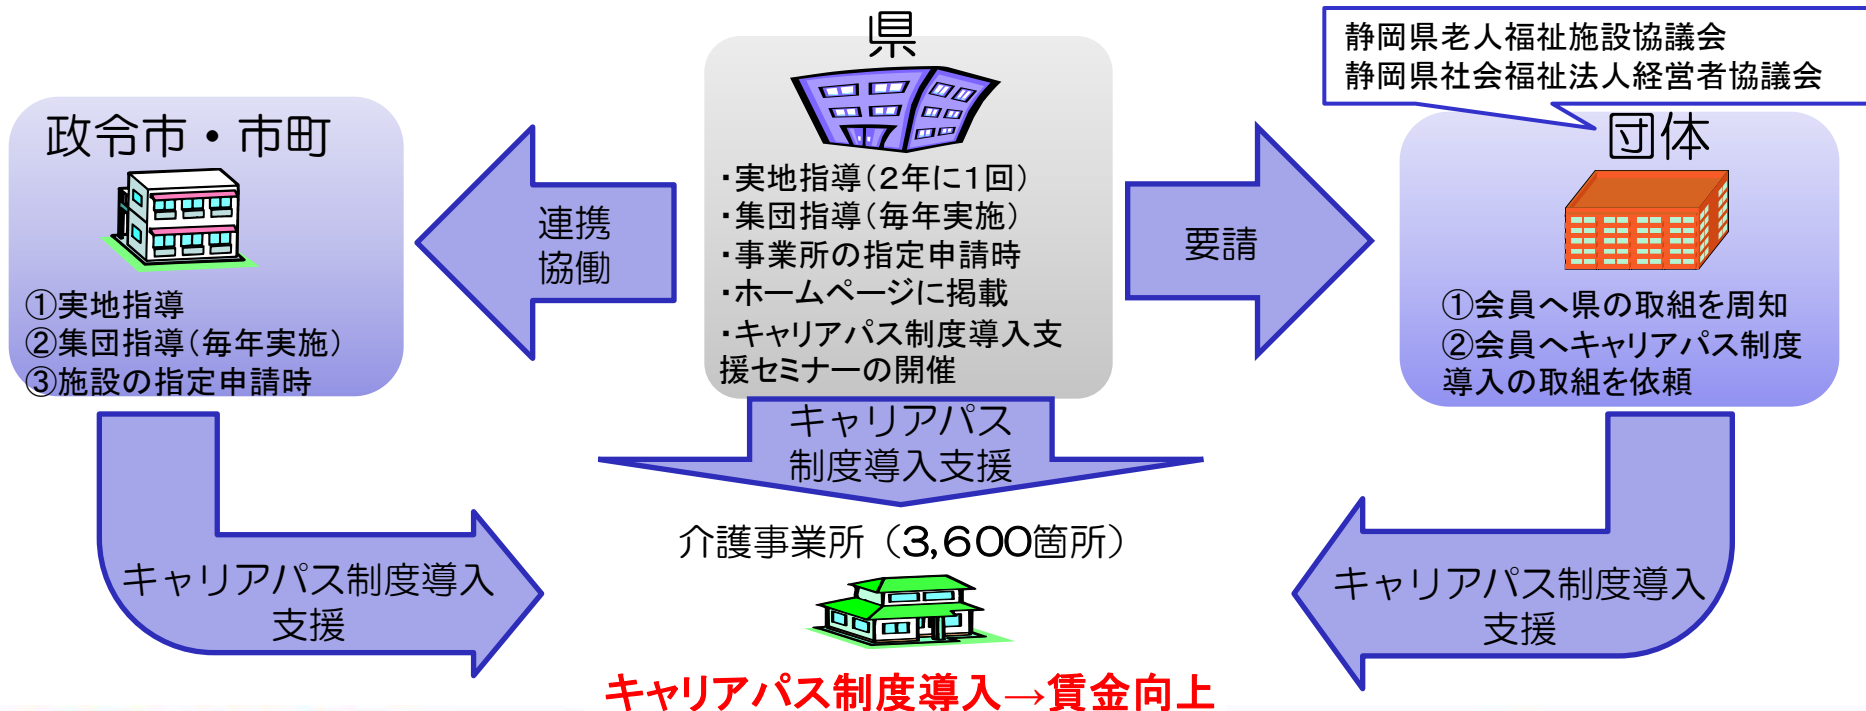 県
・実地指導(2年に1回)
・集団指導(毎年実施)
・事業所の指定申請時
・ホームページに掲載
・キャリアパス制度導入支
援セミナーの開催
静岡県老人福祉施設協議会
静岡県社会福祉法人経営者協議会
政令市・市町
①実地指導
②集団指導(毎年実施)
③施設の指定申請時
連携
協働
要請
団体
①会員へ県の取組を周知
②会員へキャリアパス制度
導入の取組を依頼
キャリアパス
制度導入支援
介護事業所(3,600箇所)
キャリアパス制度導入
支援
キャリアパス制度導入
支援
キャリアパス制度導入→賃金向上